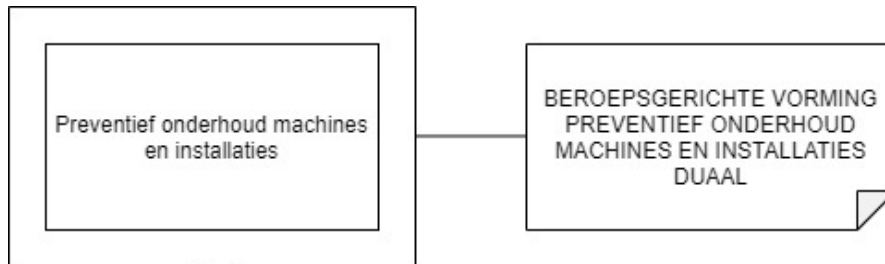 Preventief onderhoud machines
en installaties
BEROEPSGERICHTE VORMING
PREVENTIEF ONDERHOUD
MACHINES EN INSTALLATIES
DUAAL